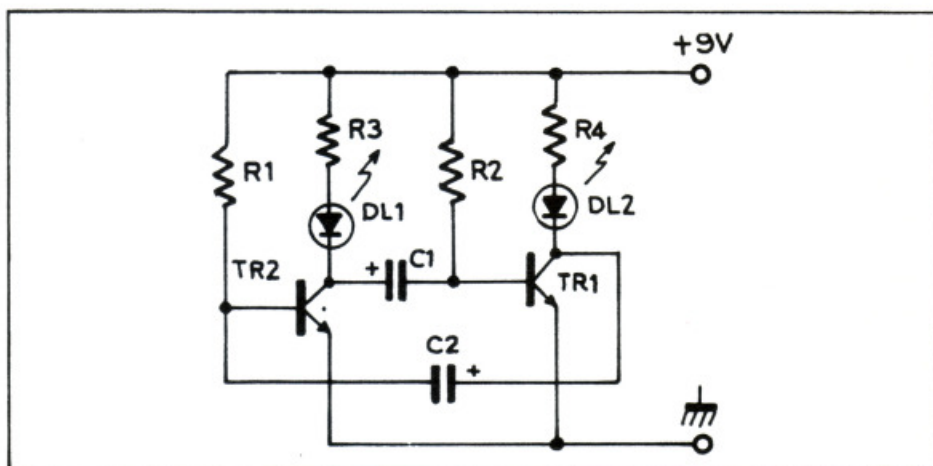 +9V
R3
R4
R1
R2
DL1
DL2
TR2
+
C1
TR1
C2
+